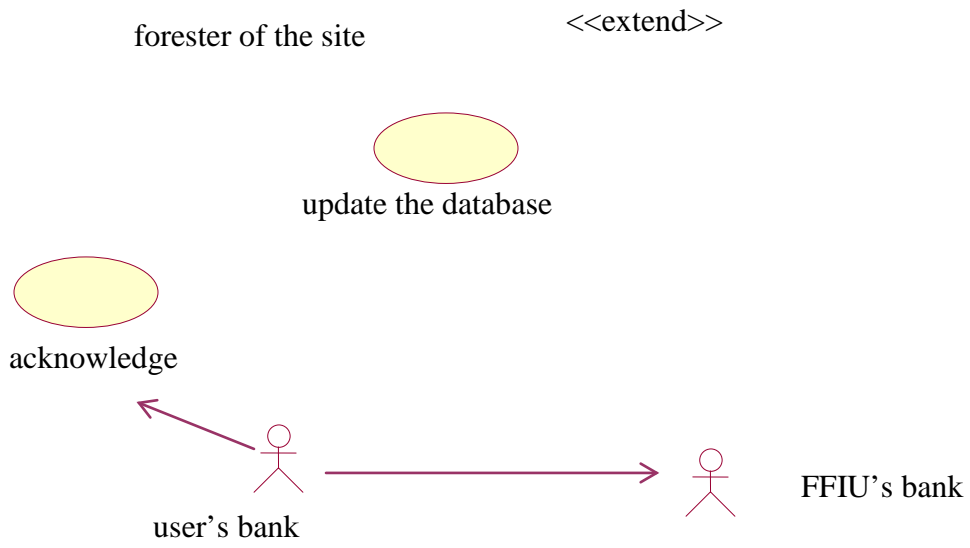 forester of the site
<<extend>>
update the database
acknowledge
FFIU’s bank
user’s bank